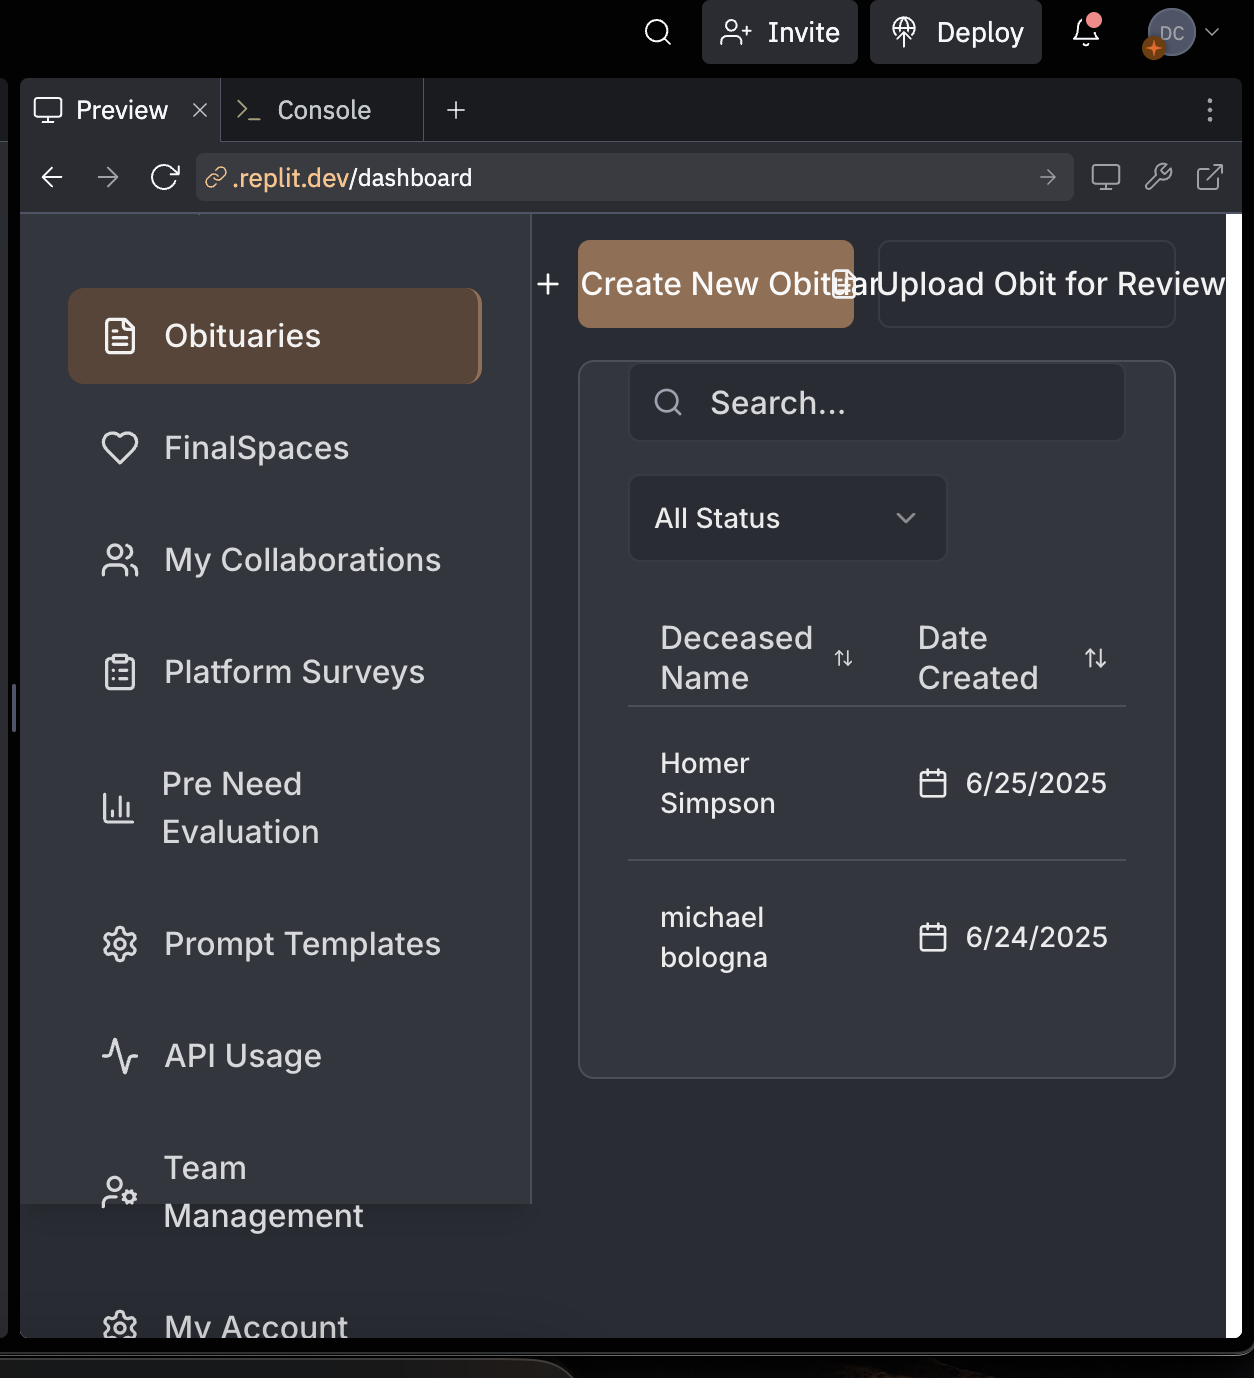 Invite
Deploy
DC
Preview
Console
.replit.dev/dashboard
Obituaries
FinalSpaces
My Collaborations
Platform Surveys
Pre Need
Evaluation
Prompt Templates
API Usage
Team
Management
My Account
Create New Obituar
Upload Obit for Review
Search...
All Status
Deceased
Name
Date
Created
Homer
Simpson
6/25/2025
michael
bologna
6/24/2025